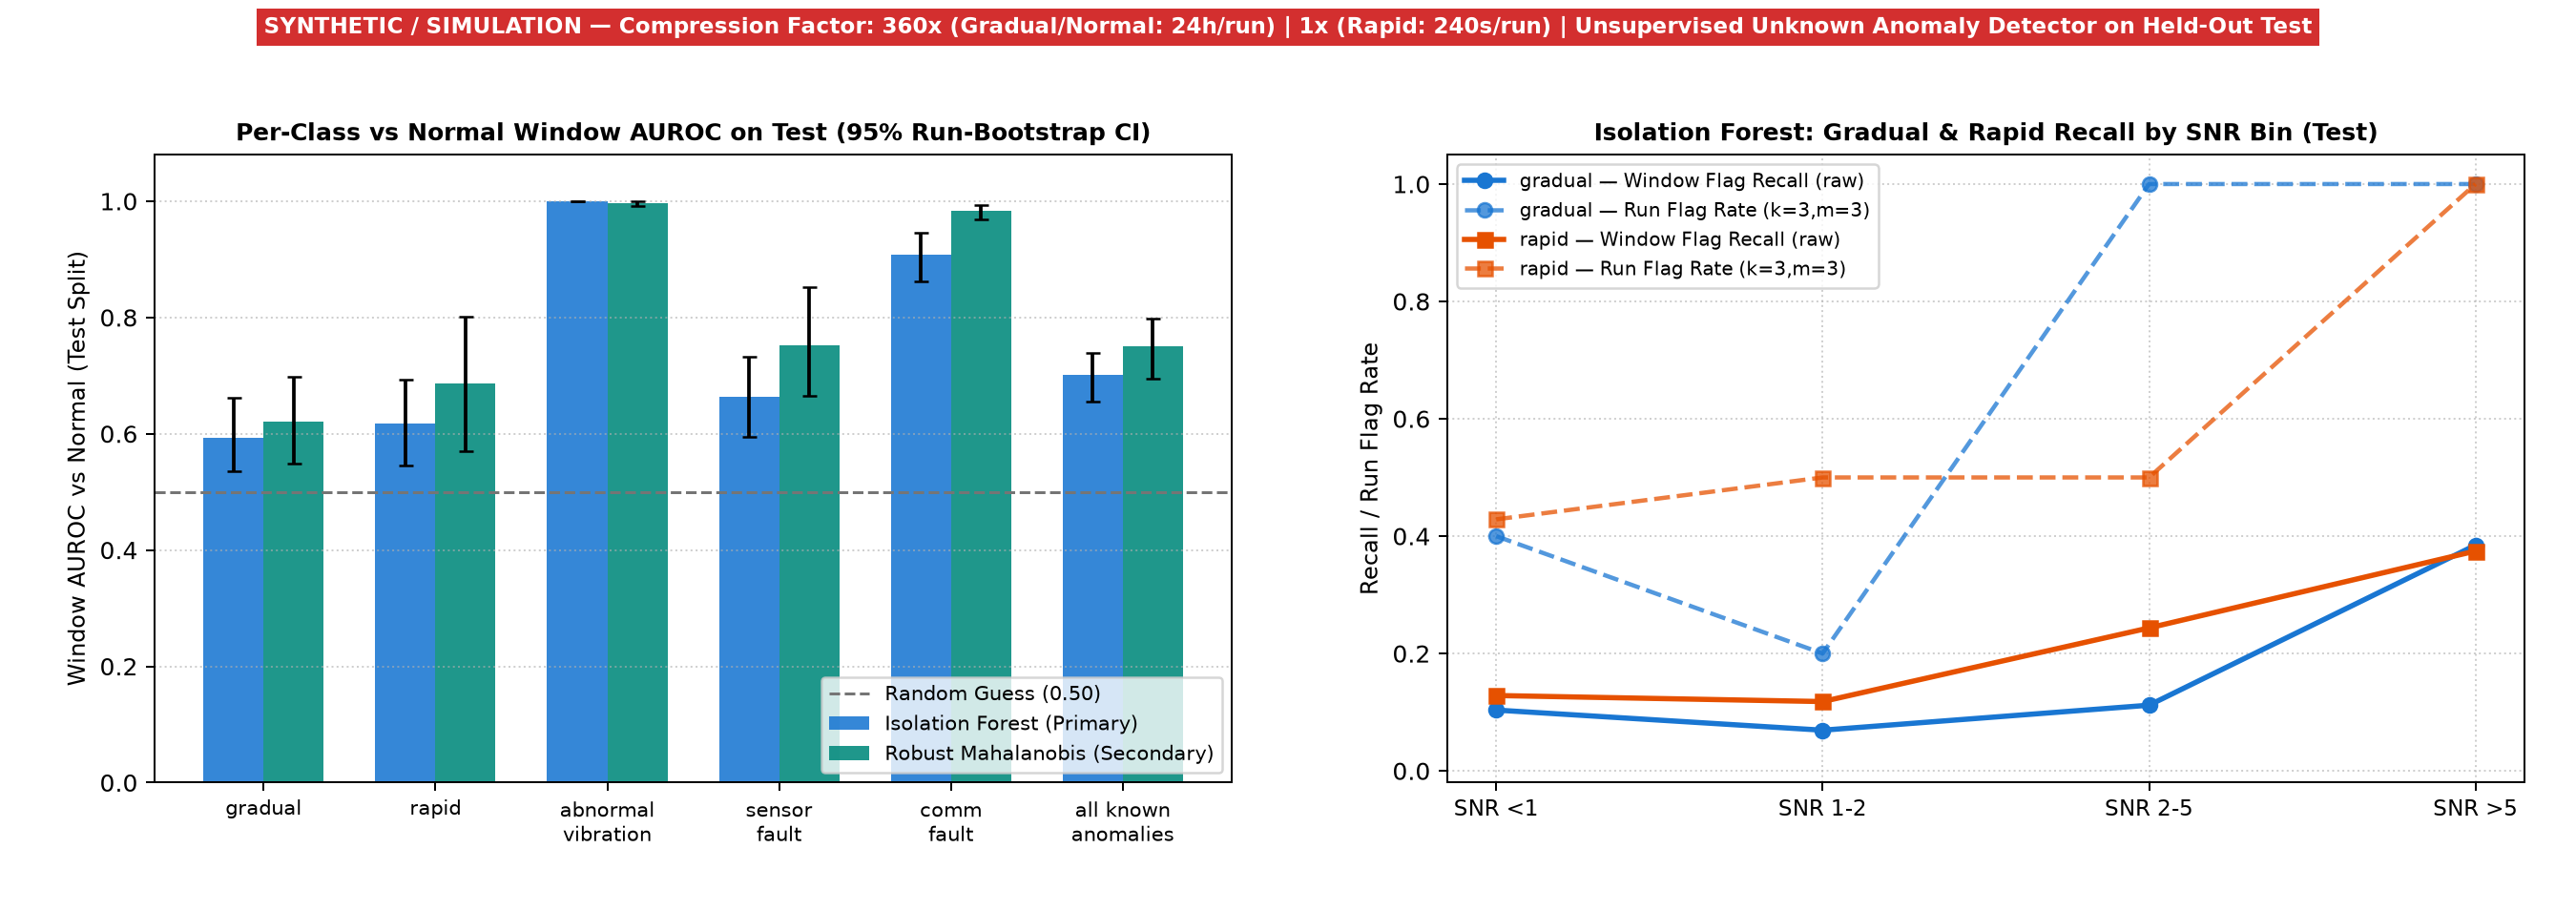 SYNTHETIC / SIMULATION — Compression Factor: 360x (Gradual/Normal: 24h/run) | 1x (Rapid: 240s/run) | Unsupervised Unknown Anomaly Detector on Held-Out Test
Per-Class vs Normal Window AUROC on Test (95% Run-Bootstrap CI)
Window AUROC vs Normal (Test Split)
1.0
0.8
0.6
0.4
0.2
0.0
Random Guess (0.50)
Isolation Forest (Primary)
Robust Mahalanobis (Secondary)
gradual
rapid
abnormal
vibration
sensor
fault
comm
fault
all known
anomalies
Isolation Forest: Gradual & Rapid Recall by SNR Bin (Test)
Recall / Run Flag Rate
1.0
0.8
0.6
0.4
0.2
0.0
gradual — Window Flag Recall (raw)
gradual — Run Flag Rate (k=3,m=3)
rapid — Window Flag Recall (raw)
rapid — Run Flag Rate (k=3,m=3)
SNR <1
SNR 1-2
SNR 2-5
SNR >5